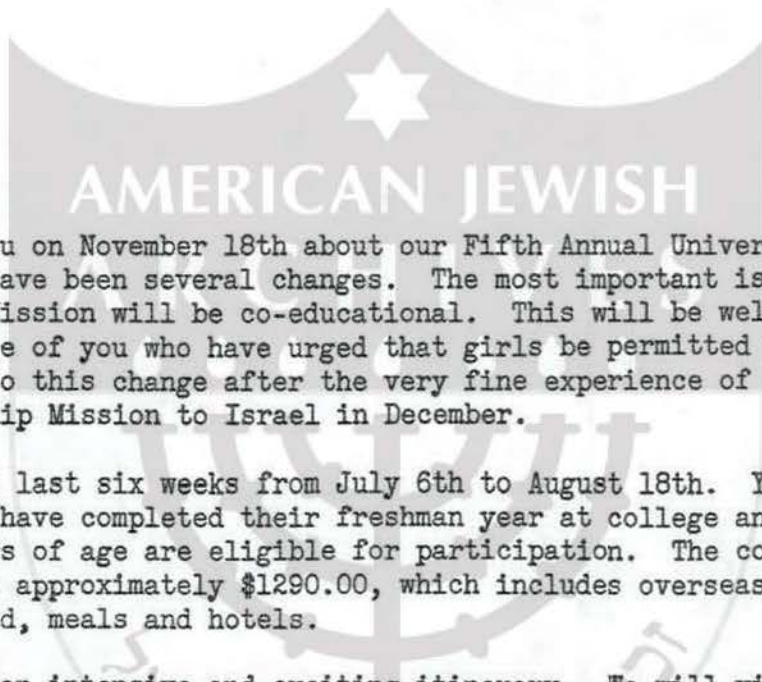 AMERICAN JEWISH
ARCHIVES
u on November 18th about our Fifth Annual Univer
ave been several changes. The most important is
ission will be co-educational. This will be wel
e of you who have urged that girls be permitted
o this change after the very fine experience of
ip Mission to Israel in December.
last six weeks from July 6th to August 18th. Y
have completed their freshman year at college an
s of age are eligible for participation. The co
approximately $1290.00, which includes overseas
d, meals and hotels.